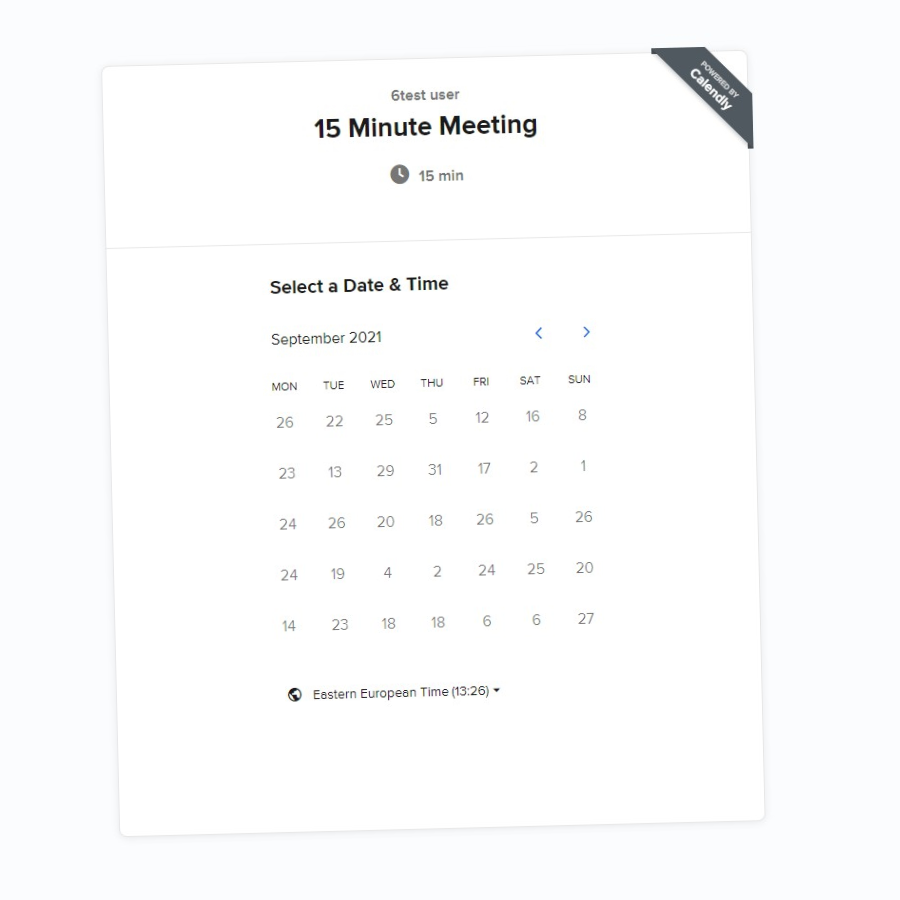 POWERED BY
Calendly
6test user
15 Minute Meeting
15 min
Select a Date & Time
September 2021
MON TUE WED THU FRI SAT SUN
26 22 25 5 12 16 8
23 13 29 31 17 2 1
24 26 20 18 26 5 26
24 19 4 2 24 25 20
14 23 18 18 6 6 27
Eastern European Time (13:26)